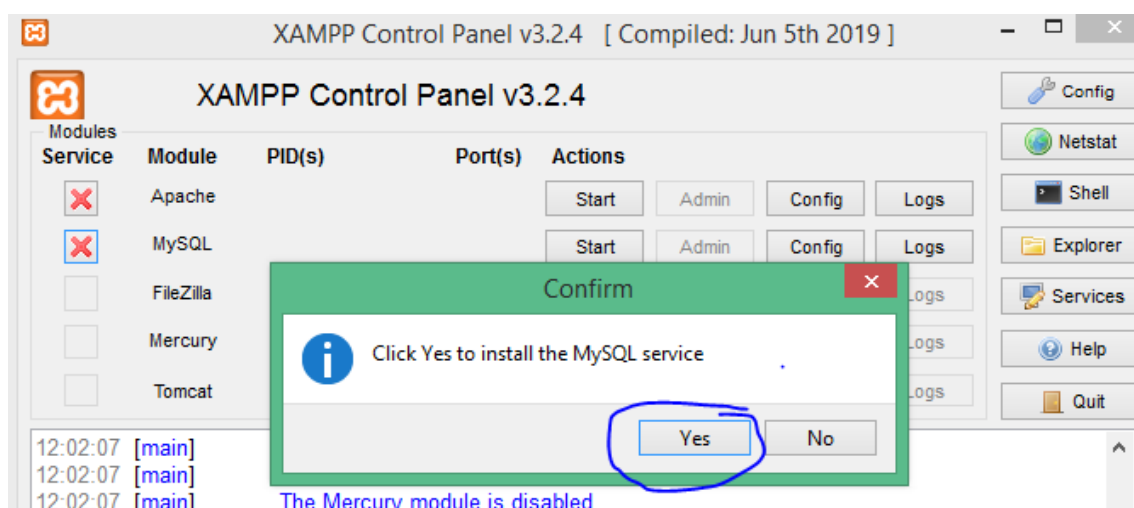 XAMPP Control Panel v3.2.4 [ Compiled: Jun 5th 2019 ]
XAMPP Control Panel v3.2.4
Config
Modules
Service Module PID(s) Port(s) Actions
Netstat
Apache Start Admin Config Logs
Shell
MySQL Start Admin Config Logs
Explorer
Confirm
FileZilla Logs
Services
Click Yes to install the MySQL service
Mercury Logs
Help
Tomcat Logs
Quit
Yes No
12:02:07 [main]
12:02:07 [main]
12:02:07 [main] The Mercury module is disabled